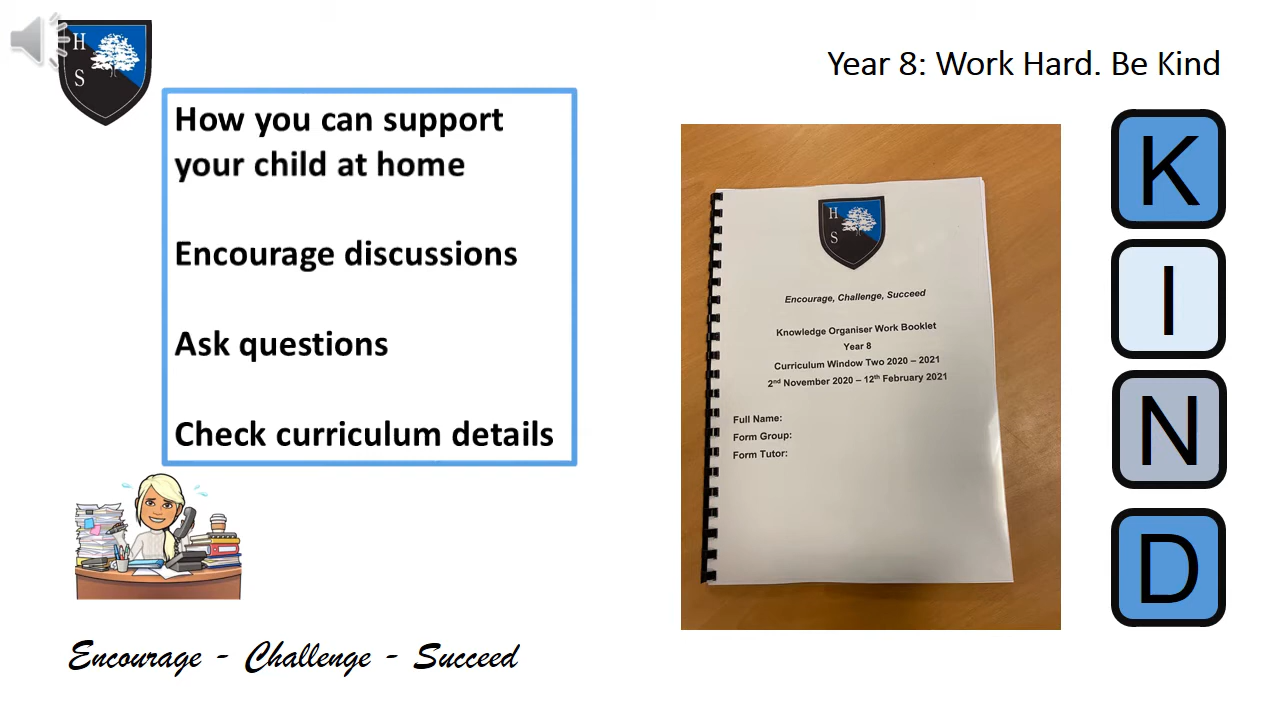 H
S
Year 8: Work Hard. Be Kind
How you can support
your child at home
Encourage discussions
Ask questions
Check curriculum details
H
S
Encourage, Challenge, Succeed
Knowledge Organiser Work Booklet
Year 8
Curriculum Window Two 2020 – 2021
2nd November 2020 – 12th February 2021
Full Name:
Form Group:
Form Tutor:
K
I
N
D
Encourage - Challenge - Succeed